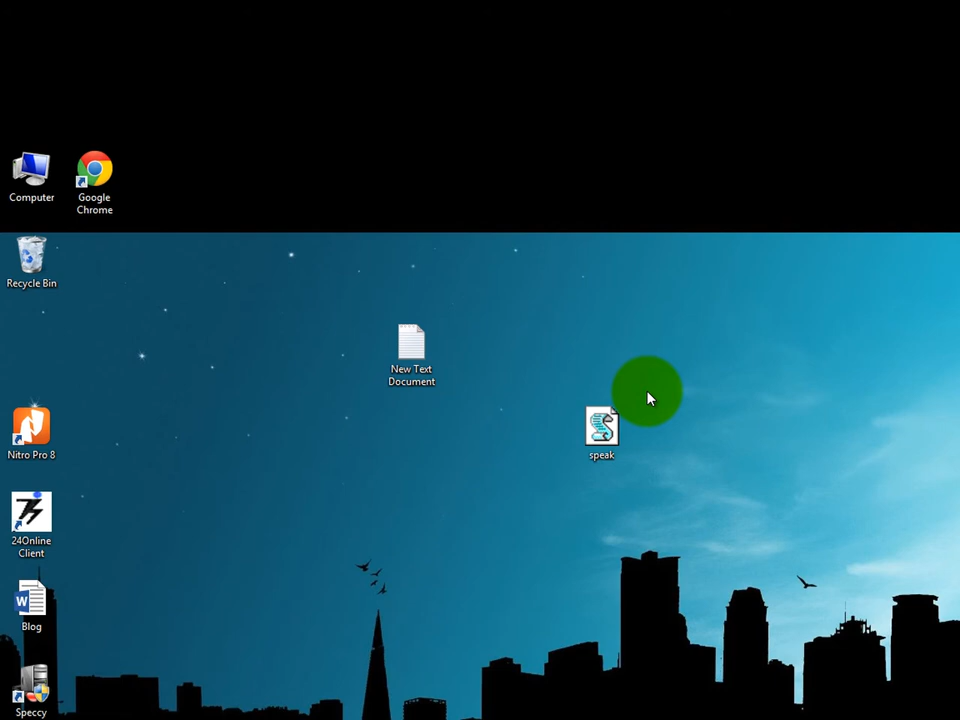 Computer
Google
Chrome
Recycle Bin
New Text
Document
Nitro Pro 8
speak
24Online
Client
Blog
Speccy